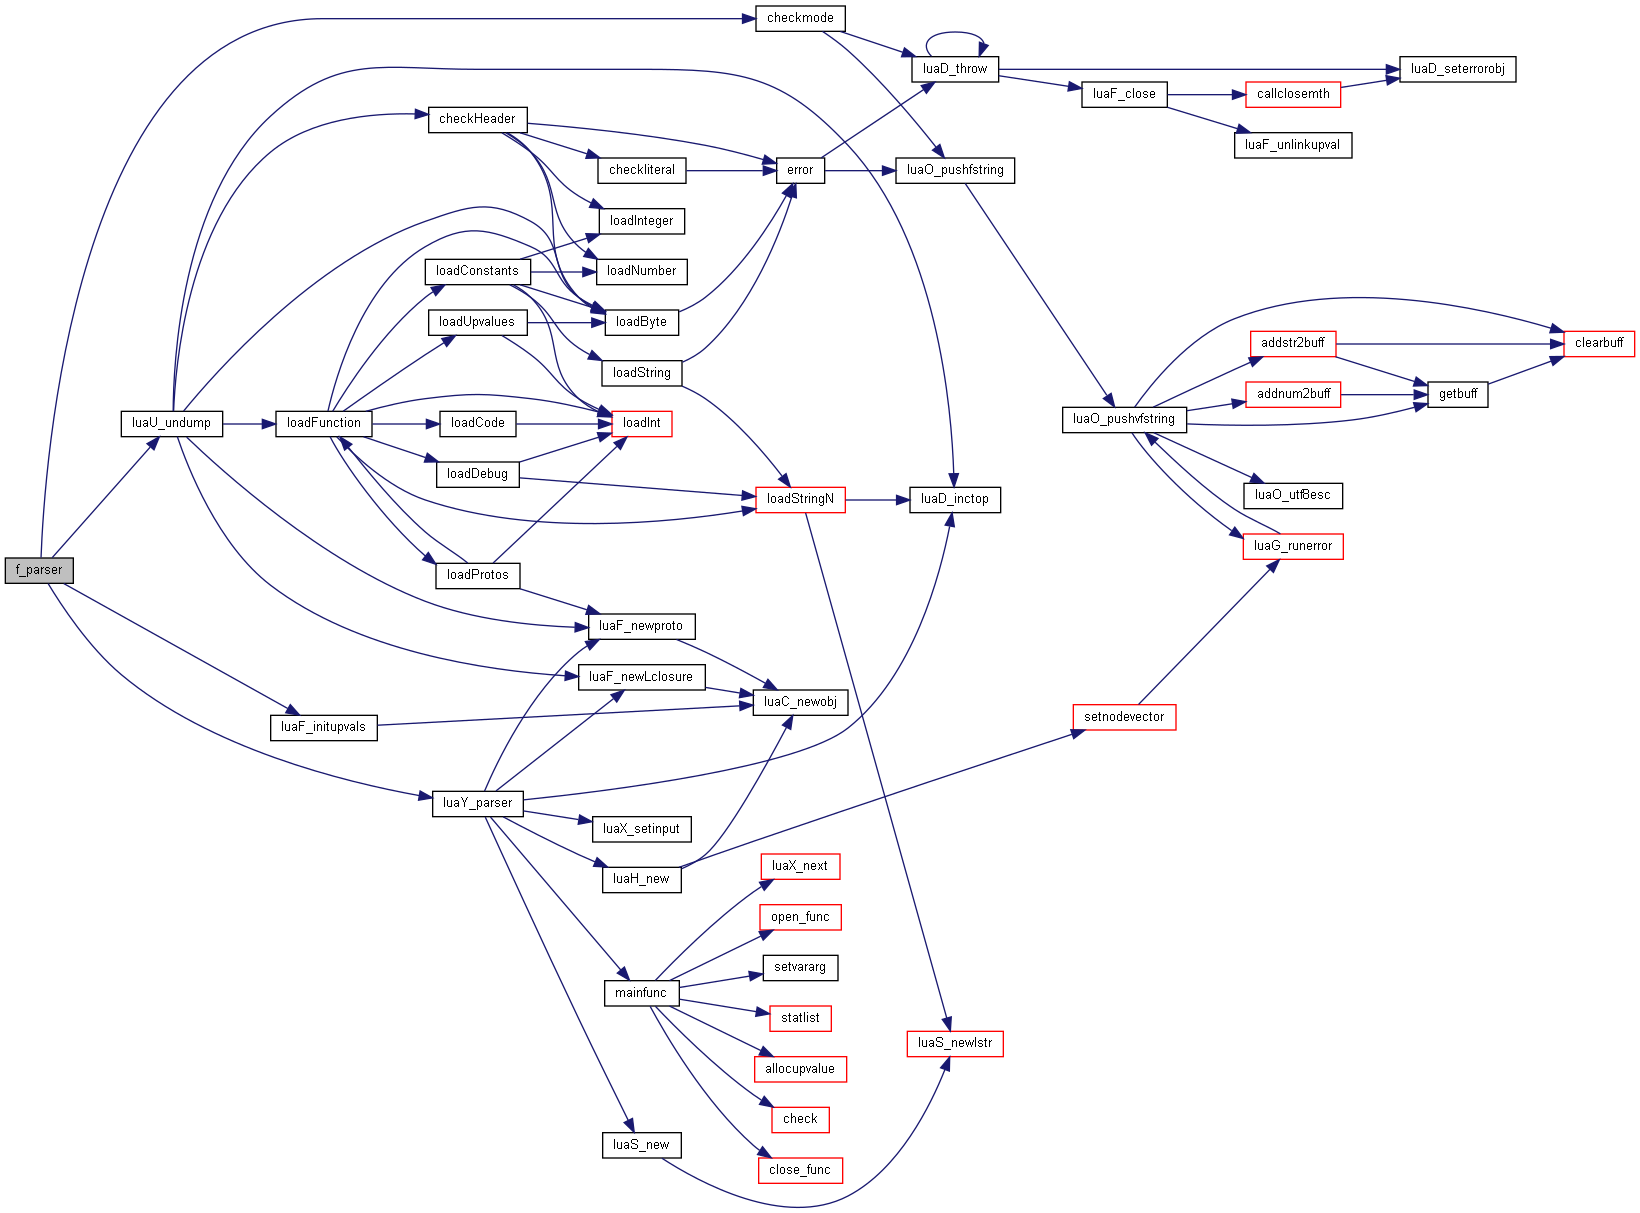 checkmode
luaD_throw
luaD_seterrorobj
luaF_close
callclosemth
checkHeader
luaF_unlinkupval
checkliteral
error
luaO_pushfstring
loadInteger
loadConstants
loadNumber
loadUpvalues
loadByte
addstr2buff
clearbuff
loadString
addnum2buff
getbuff
luaU_undump
loadFunction
loadCode
loadInt
luaO_pushvfstring
loadDebug
loadStringN
luaD_inctop
luaO_utf8esc
luaG_runerror
f_parser
loadProtos
luaF_newproto
luaF_newLclosure
luaC_newobj
luaF_initupvals
setnodevector
luaY_parser
luaX_setinput
luaH_new
luaX_next
open_func
setvararg
mainfunc
statlist
luaS_newlstr
allocupvalue
check
luaS_new
close_func